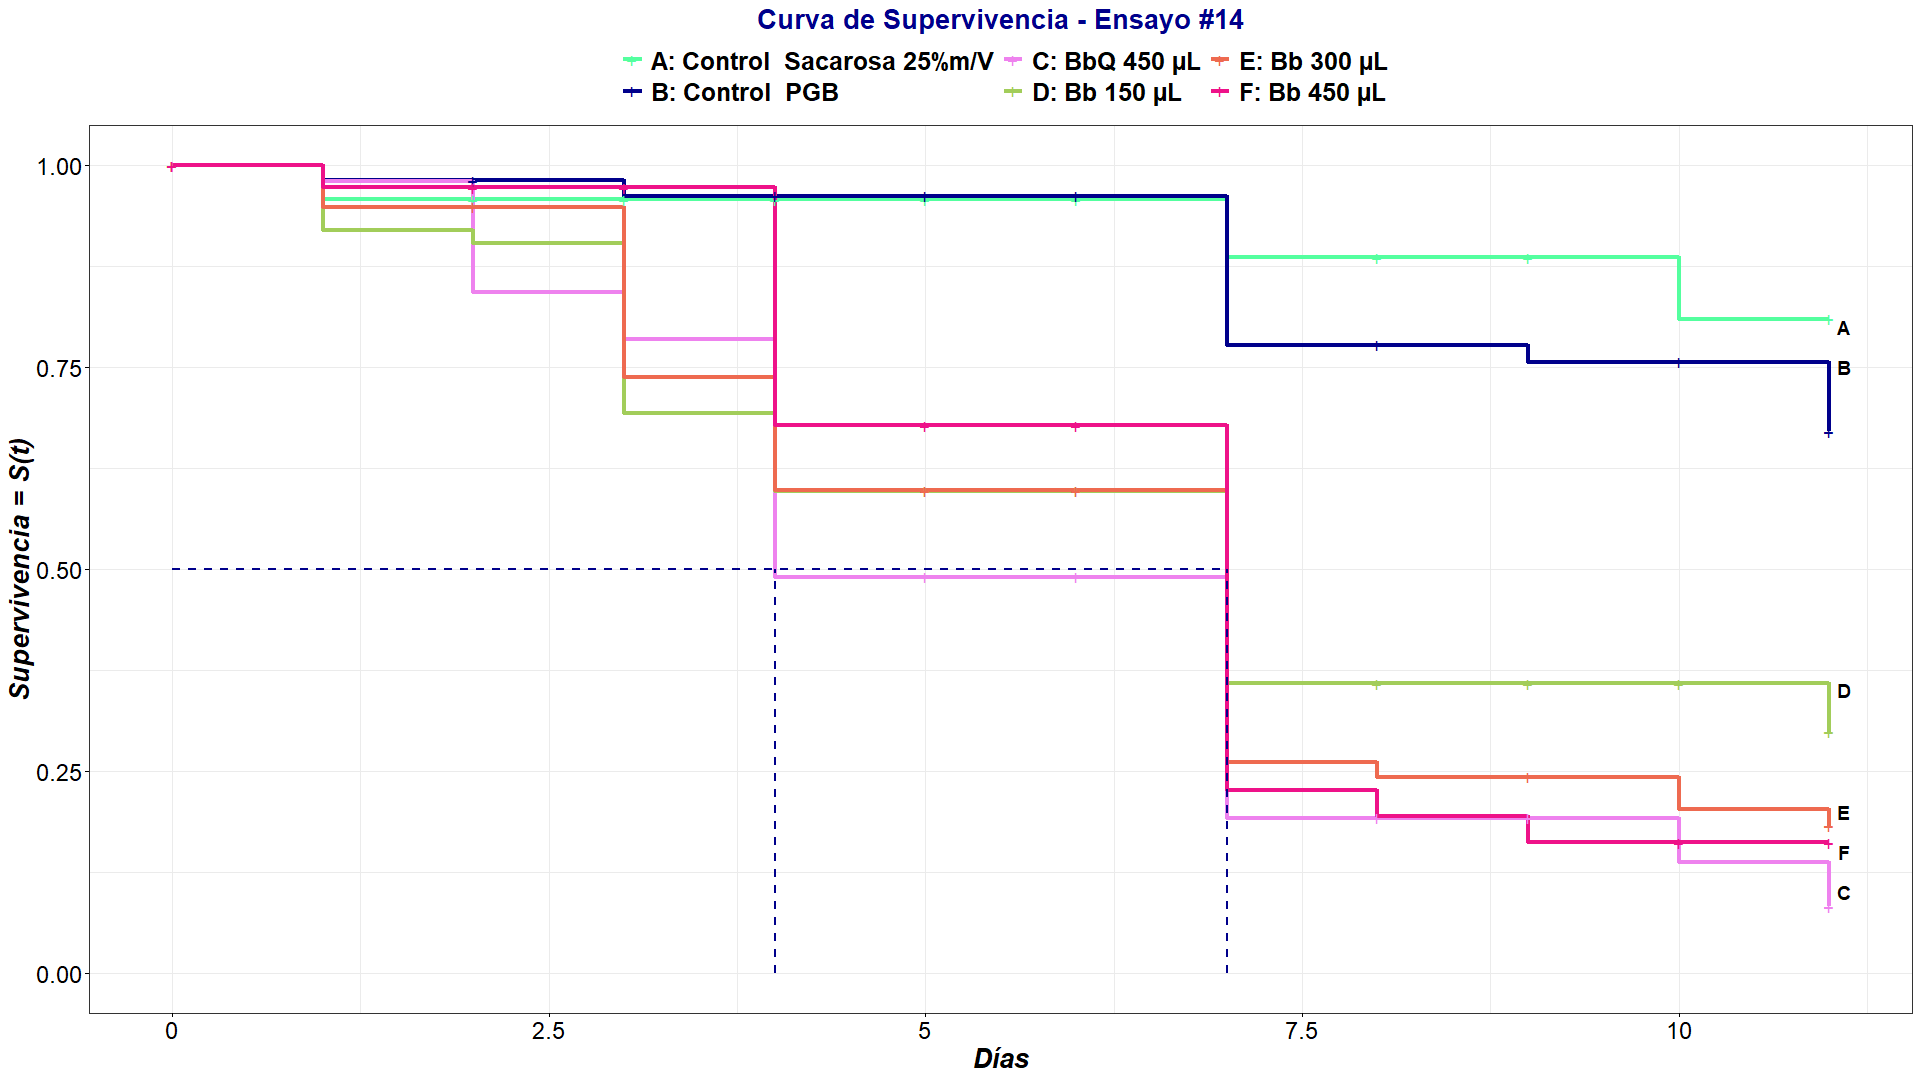 Curva de Supervivencia - Ensayo #14
A: Control  Sacarosa 25%m/V C: BbQ 450 µL E: Bb 300 µL
B: Control  PGB D: Bb 150 µL F: Bb 450 µL
1.00
0.75
0.50
0.25
0.00
Supervivencia = S(t)
A
B
D
E
F
C
0 2.5 5 7.5 10
Días